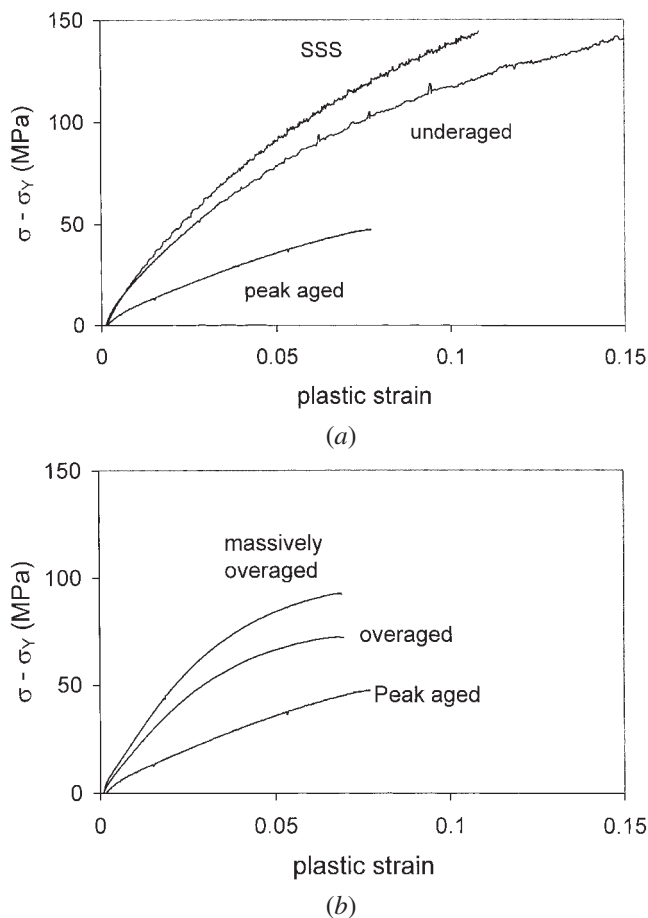 150
SSS
100
underaged
σ - σY (MPa)
50
peak aged
0
0
0.05
0.1
0.15
plastic strain
(a)
150
massively
overaged
100
overaged
σ - σY (MPa)
50
Peak aged
0
0
0.05
0.1
0.15
plastic strain
(b)